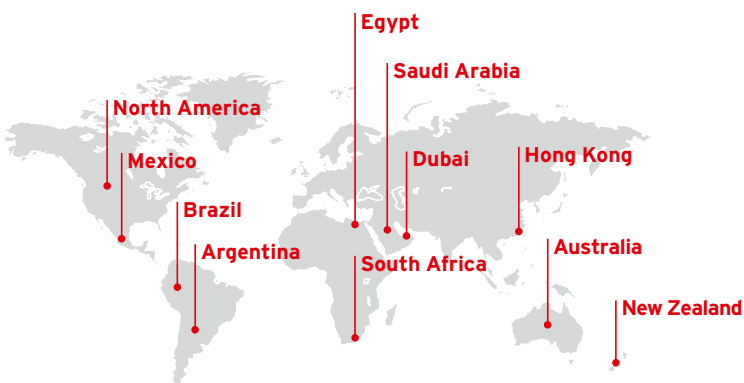 Egypt
Saudi Arabia
North America
Mexico
Dubai
Hong Kong
Brazil
Argentina
South Africa
Australia
New Zealand